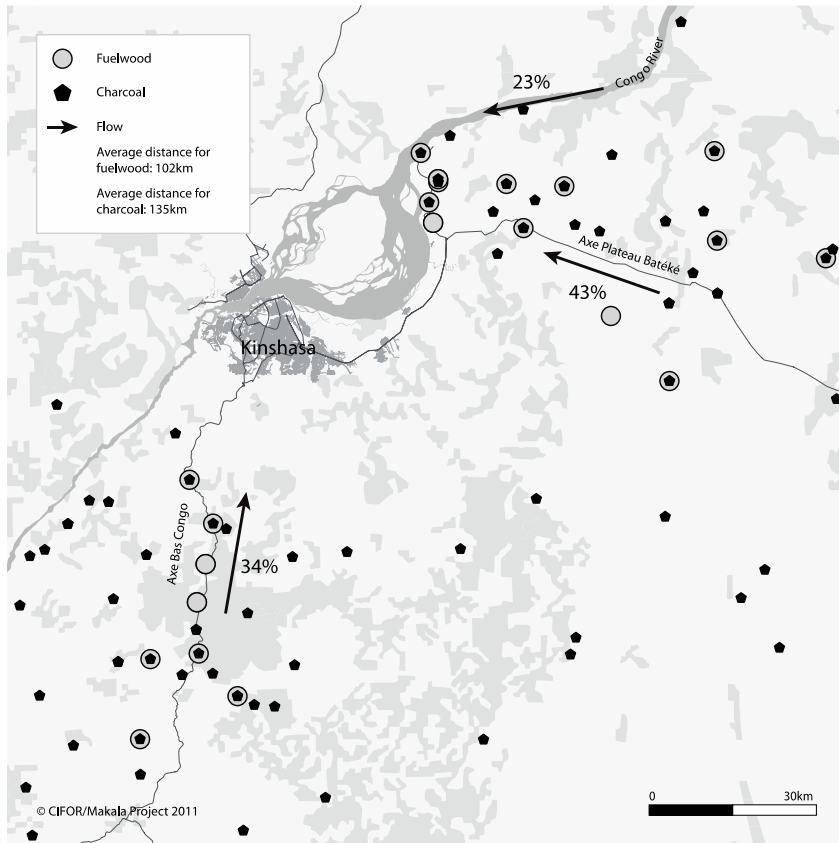 Fuelwood
Charcoal
Flow
Average distance for
fuelwood: 102km
Average distance for
charcoal: 135km
23%
Congo River
Axe Plateau Batéké
43%
Kinshasa
Axe Bas Congo
34%
© CIFOR/Makala Project 2011
0 30km